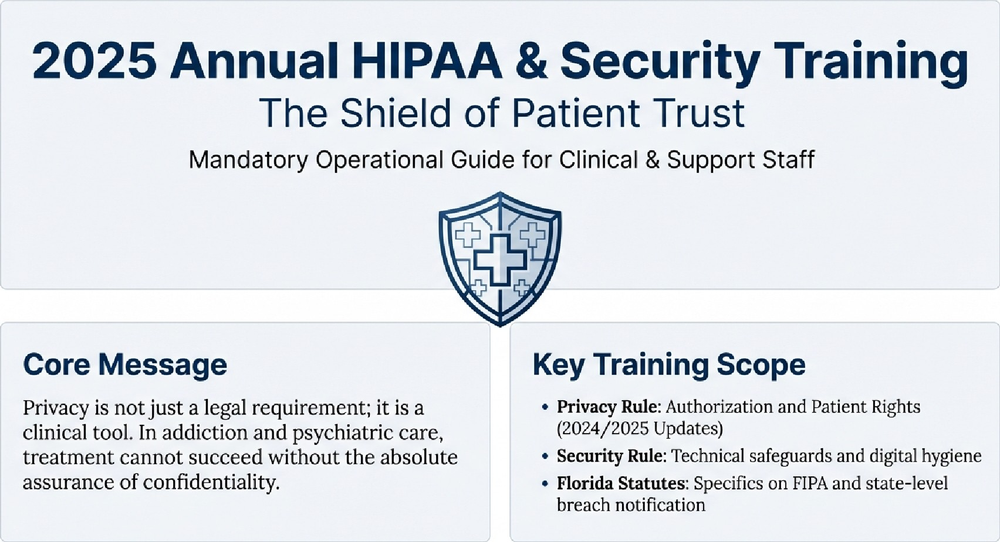 2025 Annual HIPAA & Security Training
The Shield of Patient Trust
Mandatory Operational Guide for Clinical & Support Staff
Core Message
Privacy is not just a legal requirement; it is a
clinical tool. In addiction and psychiatric care,
treatment cannot succeed without the absolute
assurance of confidentiality.
Key Training Scope
• Privacy Rule: Authorization and Patient Rights
(2024/2025 Updates)
• Security Rule: Technical safeguards and digital hygiene
• Florida Statutes: Specifics on FIPA and state-level
breach notification